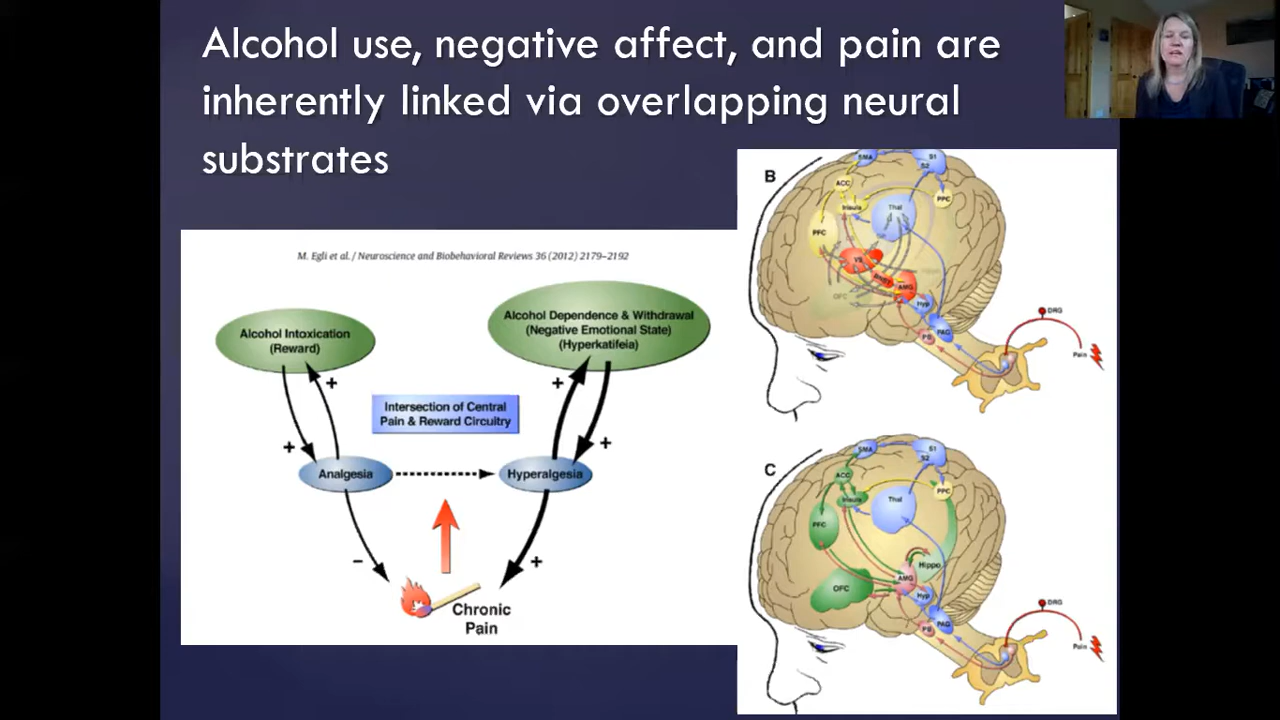 Alcohol use, negative affect, and pain are
inherently linked via overlapping neural
substrates
M. Egli et al. / Neuroscience and Biobehavioral Reviews 36 (2012) 2179–2192
Alcohol Intoxication
(Reward)
Alcohol Dependence & Withdrawal
(Negative Emotional State)
(Hyperkatifeia)
+
+
Intersection of Central
Pain & Reward Circuitry
+
+
Analgesia
Hyperalgesia
–
+
Chronic
Pain
B
SMA
S1
S2
ACC
PPC
Insula
Thal
PFC
VS
AMG
OFC
Hyp
PAG
PB
DRG
Pain
C
SMA
S1
S2
ACC
PPC
Insula
Thal
PFC
Hippo
AMG
OFC
Hyp
PAG
PB
DRG
Pain